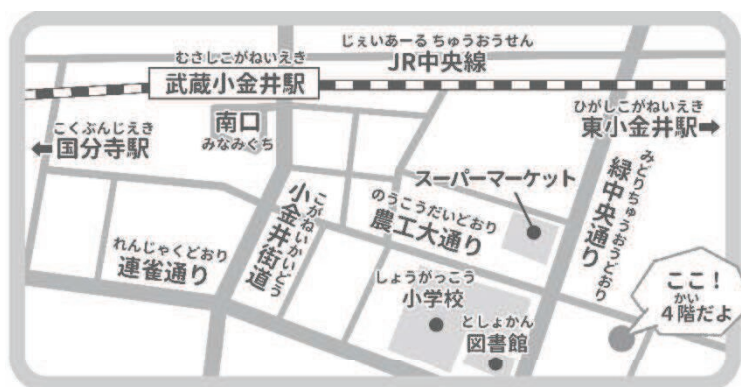 じぇいあーる ちゅうおうせん
JR中央線
むさしこがねいえき
武蔵小金井駅
ひがしこがねいえき
東小金井駅→
南口
みなみぐち
こくぶんじえき
←国分寺駅
スーパーマーケット
みどりちゅうおうどおり
緑中央通り
のうこうだいどおり
農工大通り
こがねいかいどう
小金井街道
れんじゃくどおり
連雀通り
ここ！
かい
4階だよ
しょうがっこう
小学校
としょかん
図書館